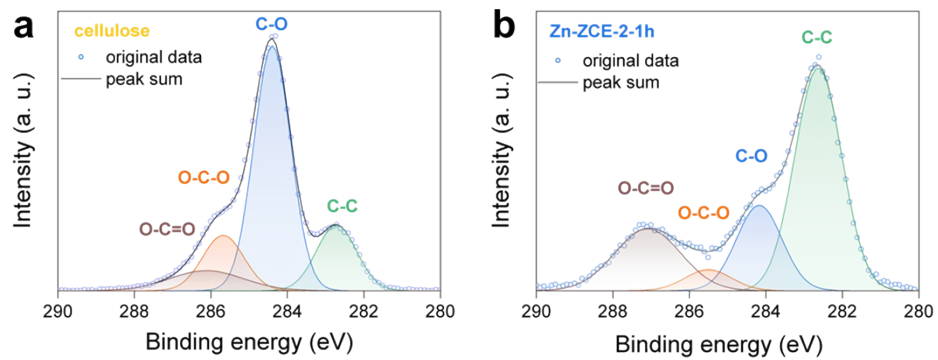 a
cellulose
original data
peak sum
C-O
O-C-O
O-C=O
C-C
Intensity (a. u.)
290 288 286 284 282 280
Binding energy (eV)
b
Zn-ZCE-2-1h
original data
peak sum
C-C
C-O
O-C=O
O-C-O
Intensity (a. u.)
290 288 286 284 282 280
Binding energy (eV)